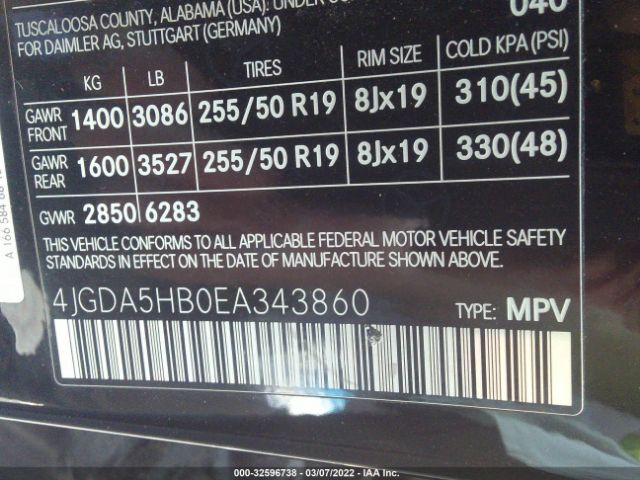 TUSCALOOSA COUNTY, ALABAMA (USA). UNDER
FOR DAIMLER AG, STUTTGART (GERMANY)
KG LB TIRES RIM SIZE COLD KPA(PSI)
GAWR FRONT 1400 3086 255/50 R19 8Jx19 310(45)
GAWR REAR 1600 3527 255/50 R19 8Jx19 330(48)
GVWR 2850 6283
THIS VEHICLE CONFORMS TO ALL APPLICABLE FEDERAL MOTOR VEHICLE SAFETY
STANDARDS IN EFFECT ON THE DATE OF MANUFACTURE SHOWN ABOVE.
4JGDA5HB0EA343860 TYPE: MPV
A 166 584
000-32596738 - 03/07/2022 - IAA Inc.